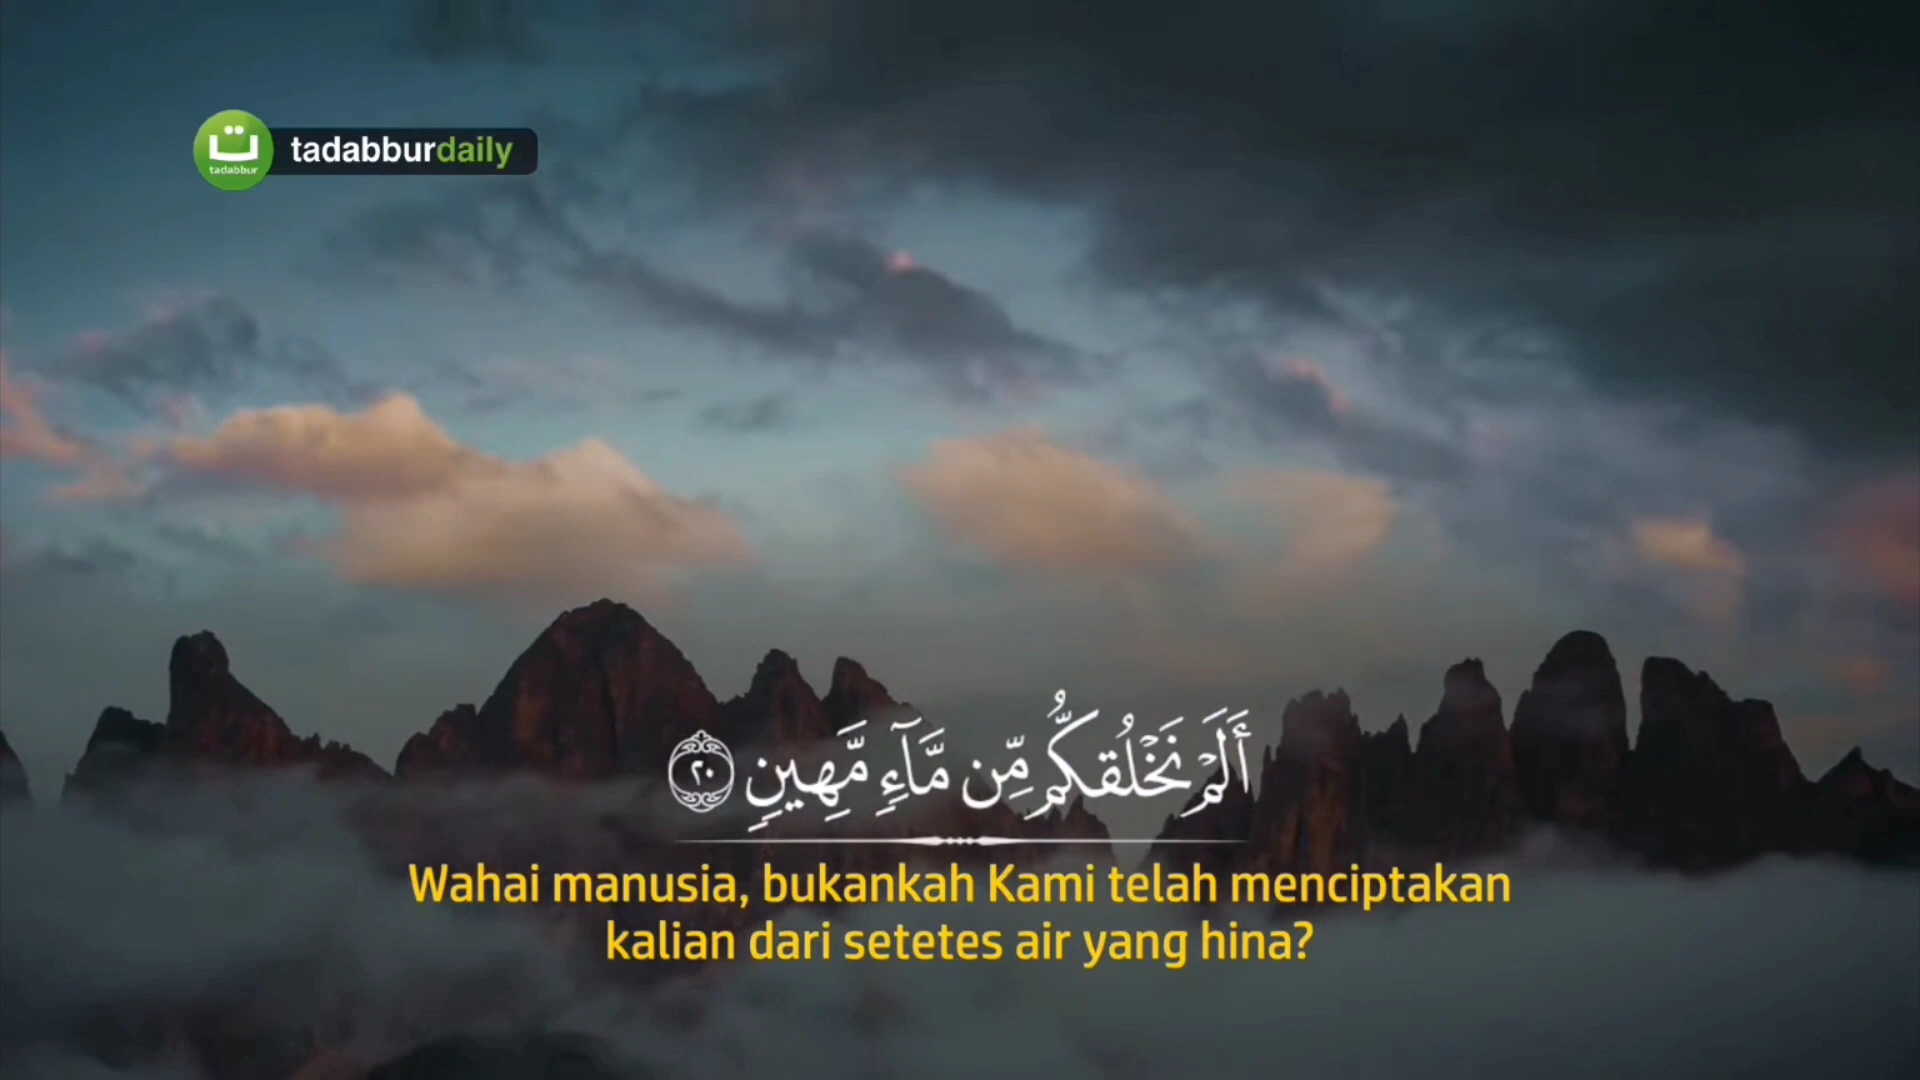 ت
tadabbur
tadabburdaily
أَلَمۡ نَخۡلُقكُّم مِّن مَّآءٖ مَّهِينٖ ٢٠
Wahai manusia, bukankah Kami telah menciptakan
kalian dari setetes air yang hina?